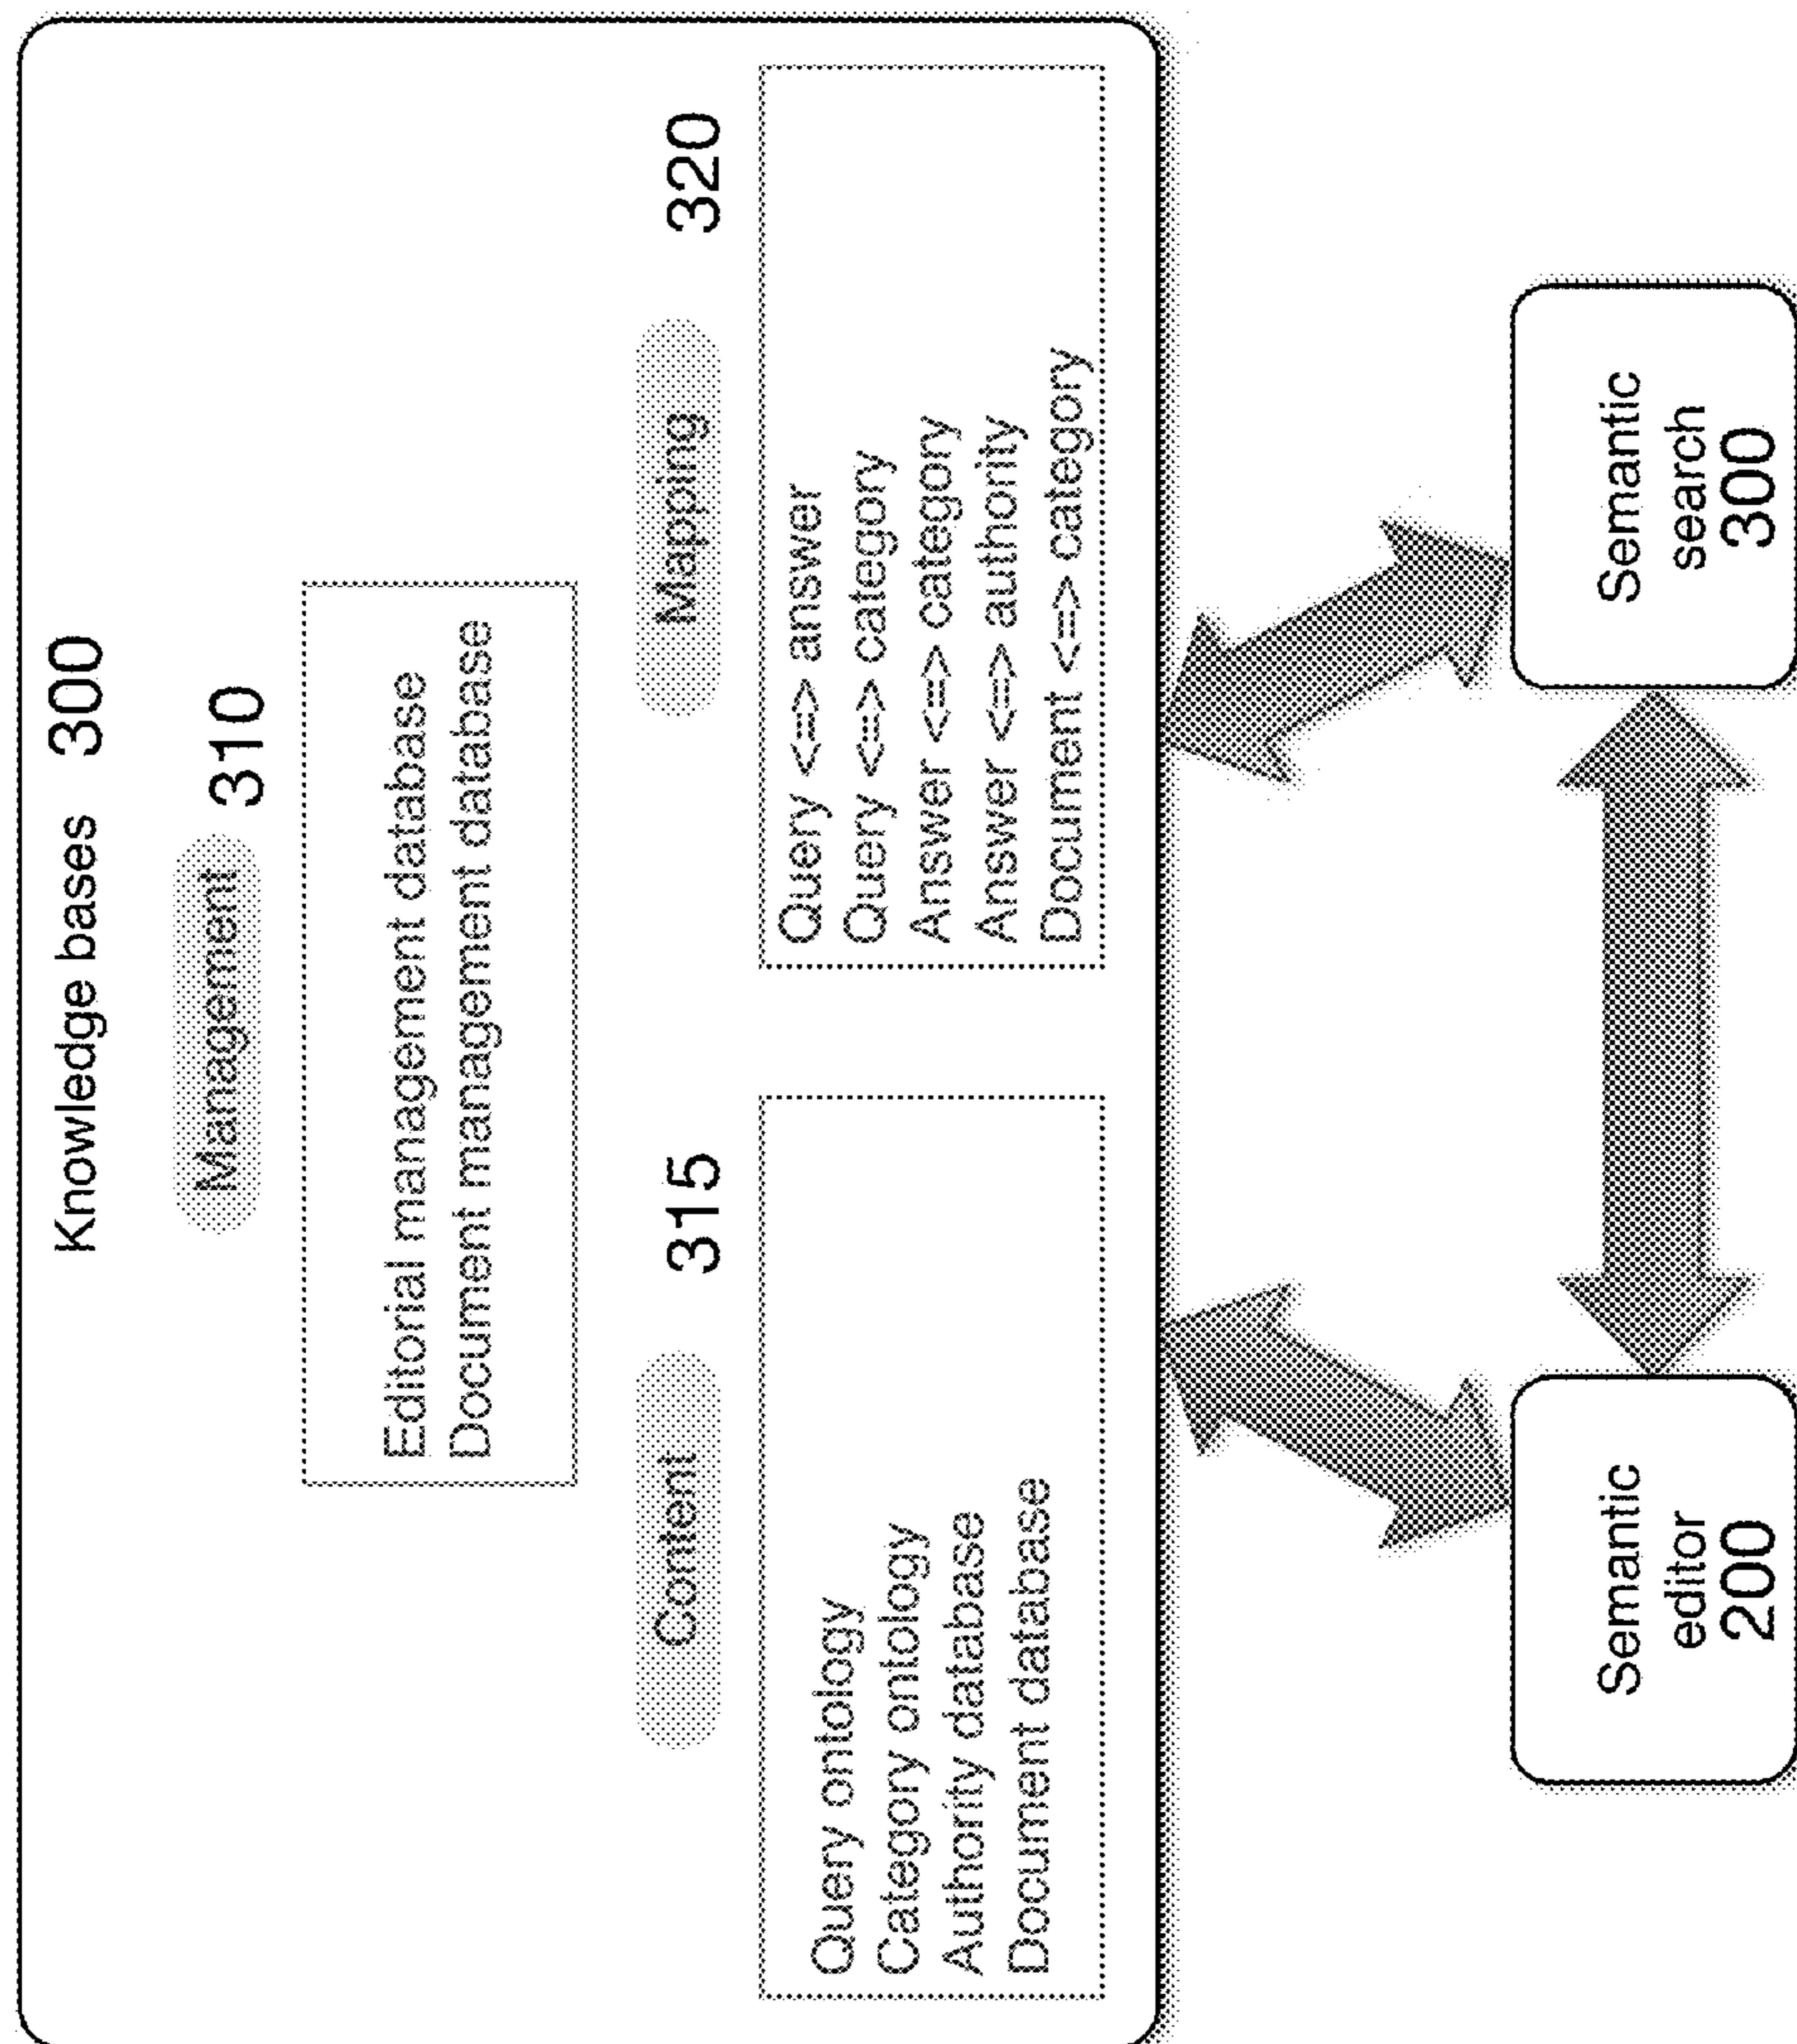 Knowledge bases 300
Management 310
Editorial management database
Document management database
Content 315
Query ontology
Category ontology
Authority database
Document database
Mapping 320
Query <=> answer
Query <=> category
Answer <=> category
Answer <=> authority
Document <=> category
Semantic
editor
200
Semantic
search
300